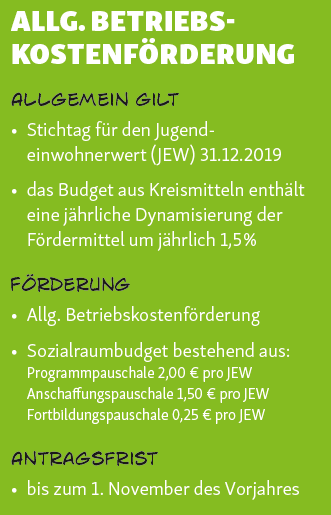 ALLG. BETRIEBS-
KOSTENFÖRDERUNG
ALLGEMEIN GILT
• Stichtag für den Jugend-
einwohnerwert (JEW) 31.12.2019
• das Budget aus Kreismitteln enthält
eine jährliche Dynamisierung der
Fördermittel um jährlich 1,5%
FÖRDERUNG
• Allg. Betriebskostenförderung
• Sozialraumbudget bestehend aus:
Programmpauschale 2,00 € pro JEW
Anschaffungspauschale 1,50 € pro JEW
Fortbildungspauschale 0,25 € pro JEW
ANTRAGSFRIST
• bis zum 1. November des Vorjahres